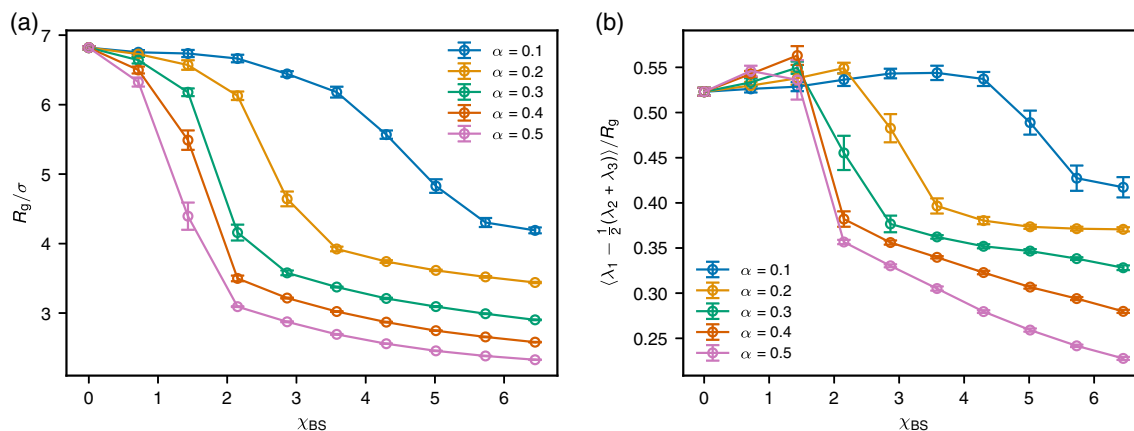 (a)
7
6
5
4
3
R_g/σ
0 1 2 3 4 5 6
χ_BS
α = 0.1
α = 0.2
α = 0.3
α = 0.4
α = 0.5
(b)
0.55
0.50
0.45
0.40
0.35
0.30
0.25
⟨λ₁ − ½(λ₂ + λ₃)⟩/R_g
α = 0.1
α = 0.2
α = 0.3
α = 0.4
α = 0.5
0 1 2 3 4 5 6
χ_BS